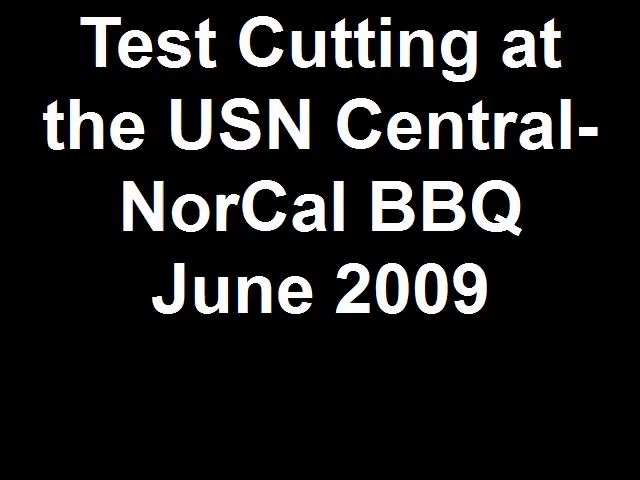 Test Cutting at
the USN Central-
NorCal BBQ
June 2009